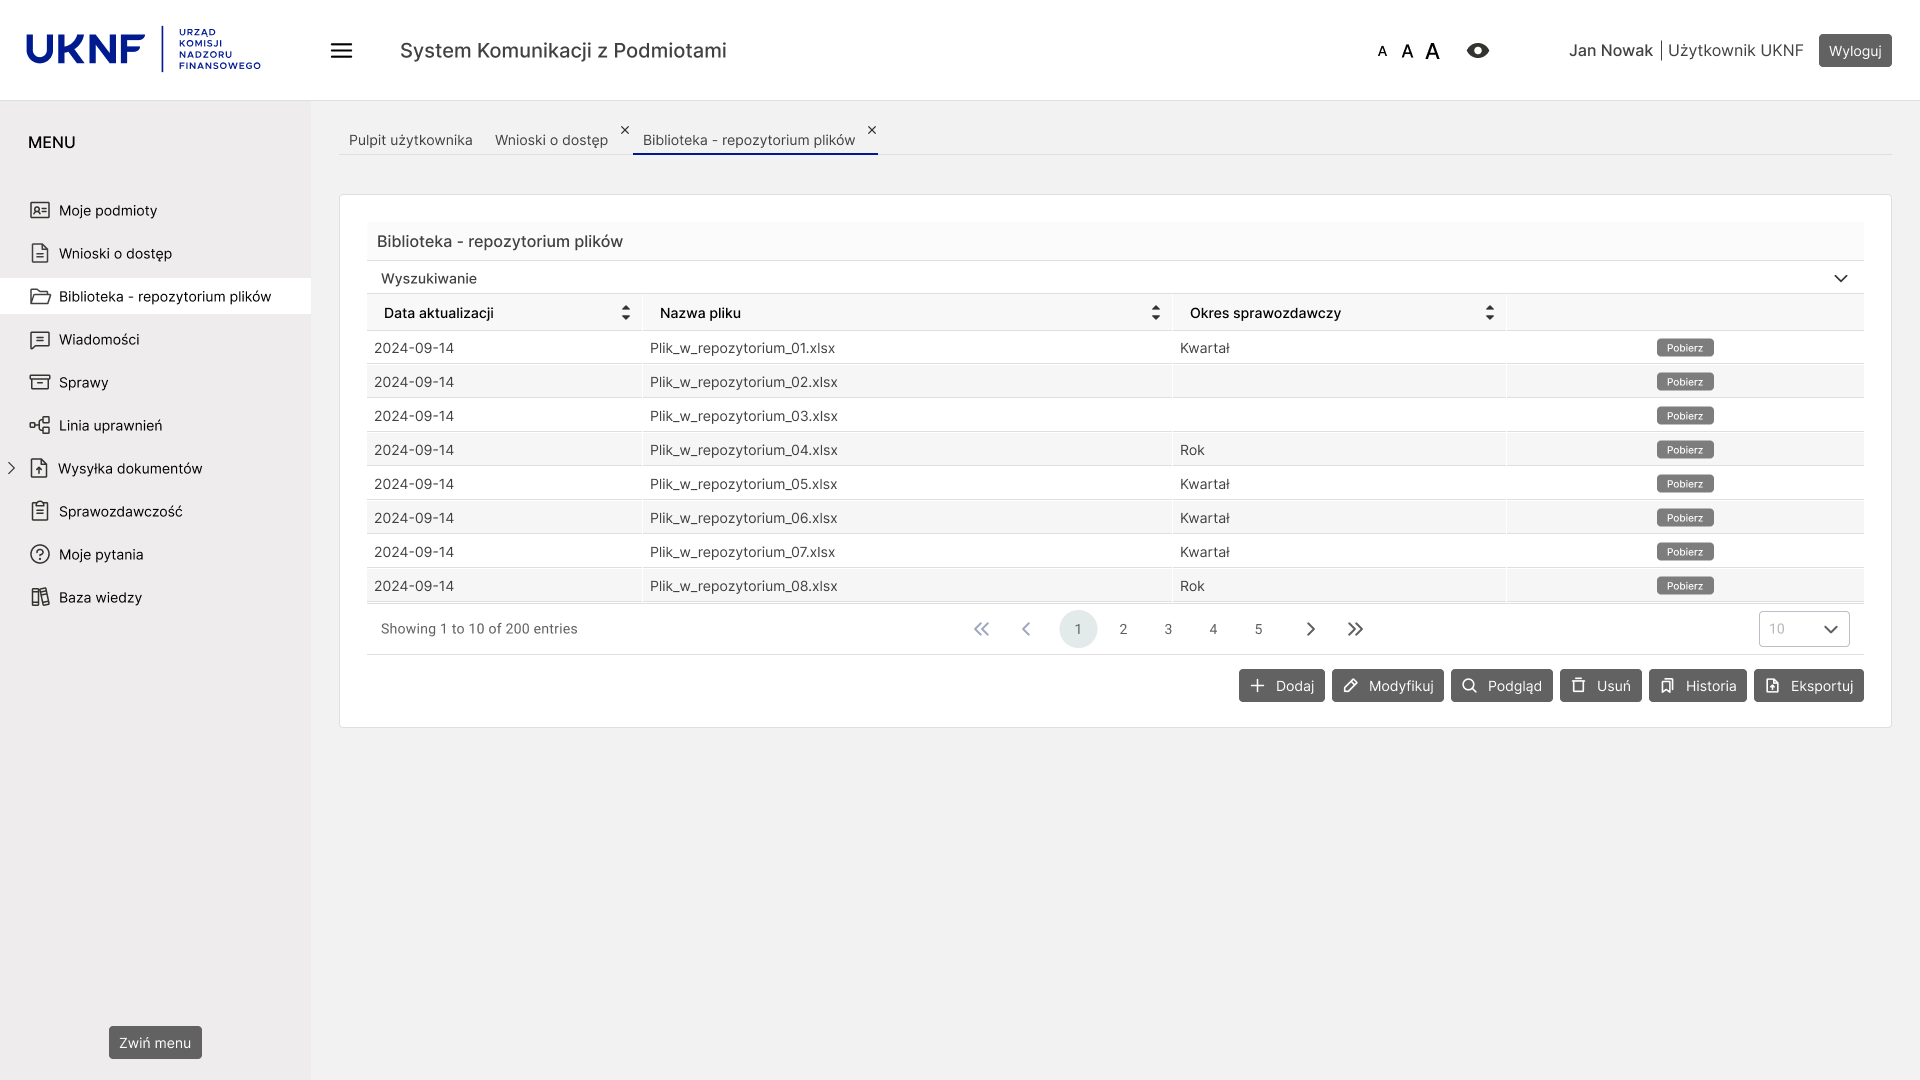 UKNF
URZĄD
KOMISJI
NADZORU
FINANSOWEGO
System Komunikacji z Podmiotami
A A A
Jan Nowak | Użytkownik UKNF
Wyloguj
MENU
Moje podmioty
Wnioski o dostęp
Biblioteka - repozytorium plików
Wiadomości
Sprawy
Linia uprawnień
Wysyłka dokumentów
Sprawozdawczość
Moje pytania
Baza wiedzy
Zwiń menu
Pulpit użytkownika Wnioski o dostęp Biblioteka - repozytorium plików
Biblioteka - repozytorium plików
Wyszukiwanie
Data aktualizacji Nazwa pliku Okres sprawozdawczy
2024-09-14 Plik_w_repozytorium_01.xlsx Kwartał Pobierz
2024-09-14 Plik_w_repozytorium_02.xlsx Pobierz
2024-09-14 Plik_w_repozytorium_03.xlsx Pobierz
2024-09-14 Plik_w_repozytorium_04.xlsx Rok Pobierz
2024-09-14 Plik_w_repozytorium_05.xlsx Kwartał Pobierz
2024-09-14 Plik_w_repozytorium_06.xlsx Kwartał Pobierz
2024-09-14 Plik_w_repozytorium_07.xlsx Kwartał Pobierz
2024-09-14 Plik_w_repozytorium_08.xlsx Rok Pobierz
Showing 1 to 10 of 200 entries 1 2 3 4 5 10
Dodaj Modyfikuj Podgląd Usuń Historia Eksportuj